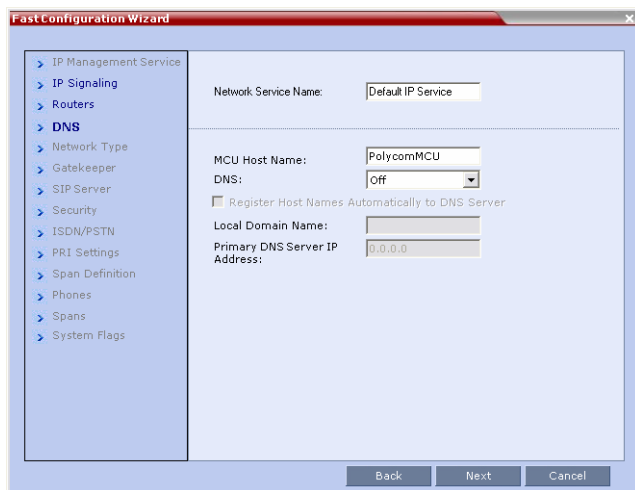 Fast Configuration Wizard
IP Management Service
IP Signaling
Routers
DNS
Network Type
Gatekeeper
SIP Server
Security
ISDN/PSTN
PRI Settings
Span Definition
Phones
Spans
System Flags
Network Service Name: Default IP Service
MCU Host Name: PolycomMCU
DNS: Off
Register Host Names Automatically to DNS Server
Local Domain Name:
Primary DNS Server IP Address: 0.0.0.0
Back Next Cancel